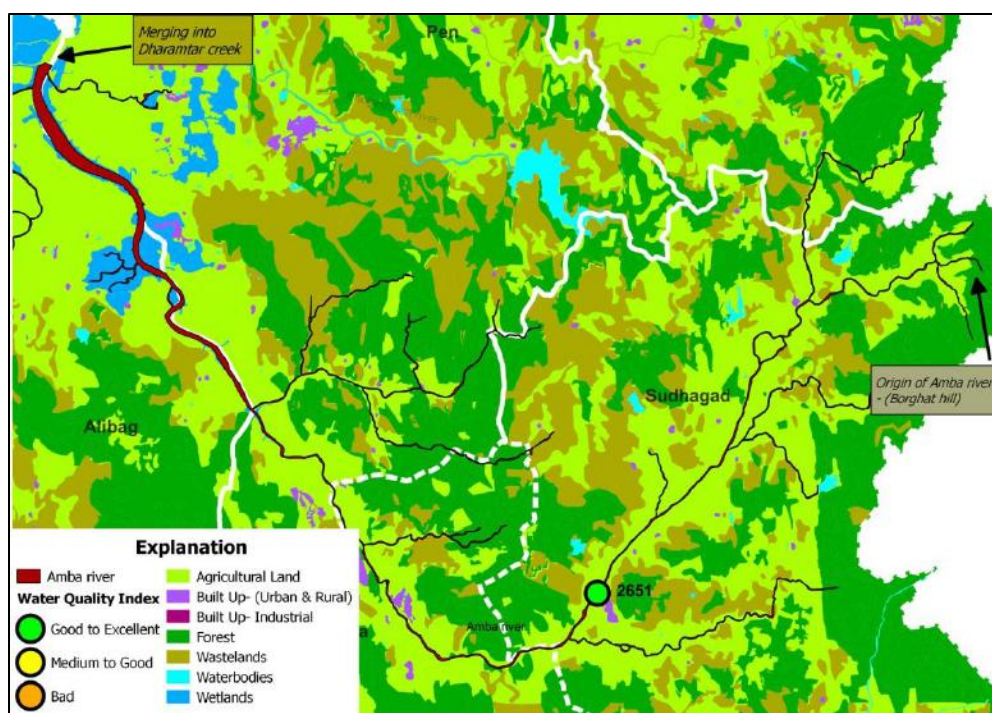 Merging into
Dharamtar creek
Pen
Origin of Amba river
- (Borghat hill)
Sudhagad
Alibag
2651
Amba river
Explanation
Amba river
Water Quality Index
Good to Excellent
Medium to Good
Bad
Agricultural Land
Built Up- (Urban & Rural)
Built Up- Industrial
Forest
Wastelands
Waterbodies
Wetlands